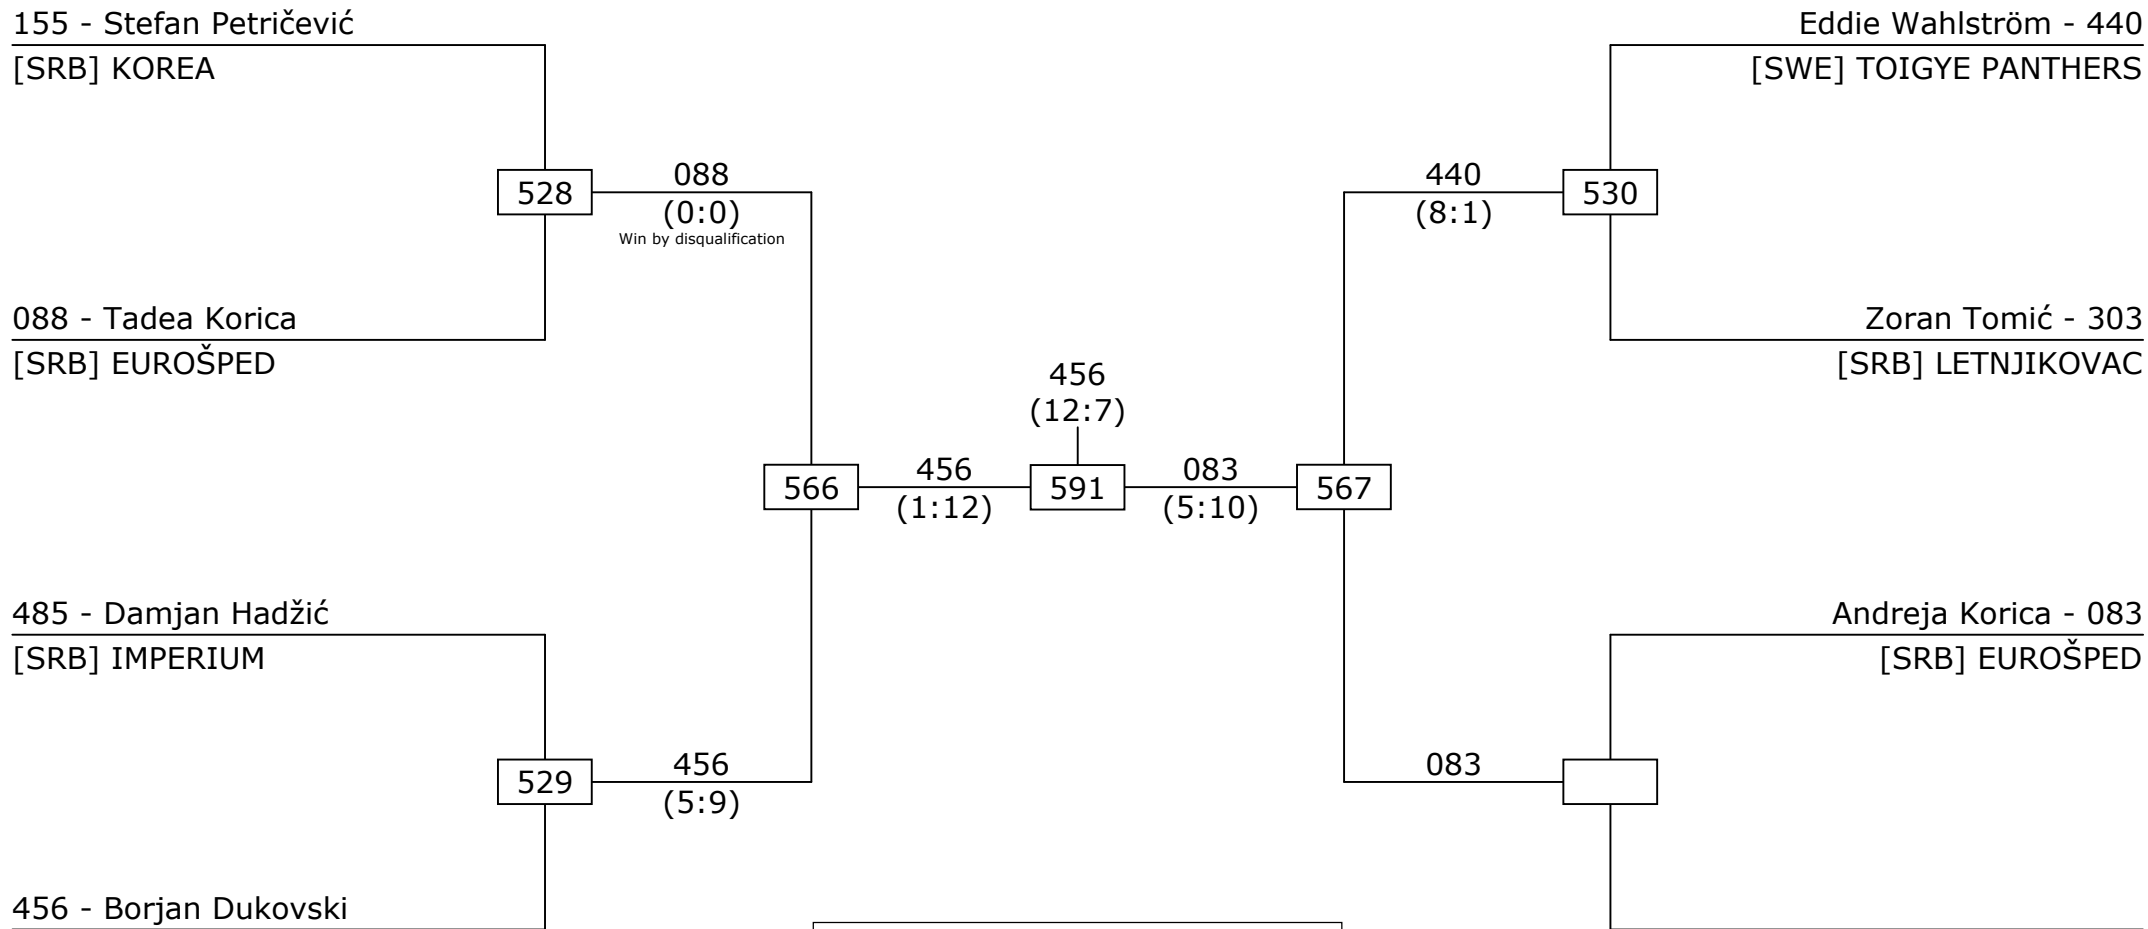 155 - Stefan Petričević
[SRB] KOREA
Eddie Wahlström - 440
[SWE] TOIGYE PANTHERS
528
088
(0:0)
Win by disqualification
440
(8:1)
530
088 - Tadea Korica
[SRB] EUROŠPED
Zoran Tomić - 303
[SRB] LETNJIKOVAC
456
(12:7)
566
456
(1:12)
591
083
(5:10)
567
485 - Damjan Hadžić
[SRB] IMPERIUM
Andreja Korica - 083
[SRB] EUROŠPED
529
456
(5:9)
083
456 - Borjan Dukovski